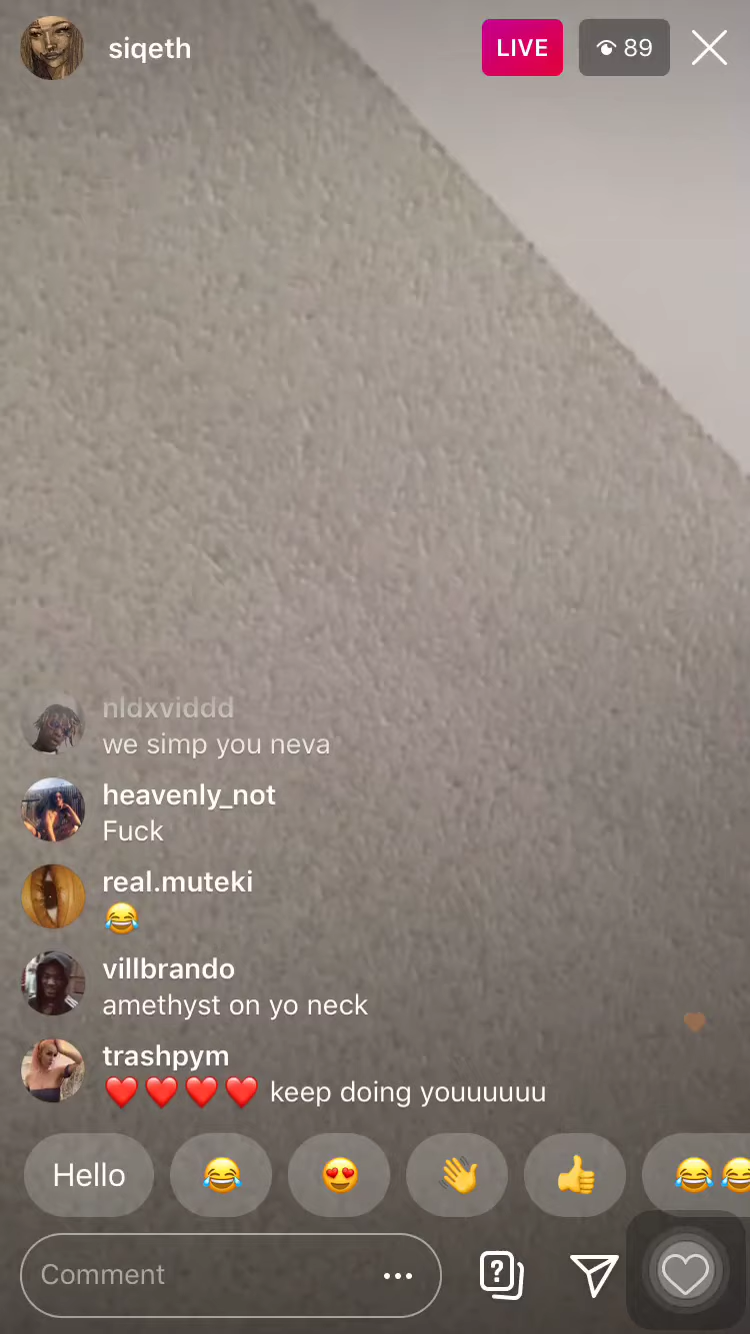 siqeth
LIVE
89
nldxviddd
we simp you neva
heavenly_not
Fuck
real.muteki
😂
villbrando
amethyst on yo neck
trashpym
❤️❤️❤️❤️ keep doing youuuuuu
Hello 😂 😍 👋 👍 😂😂
Comment